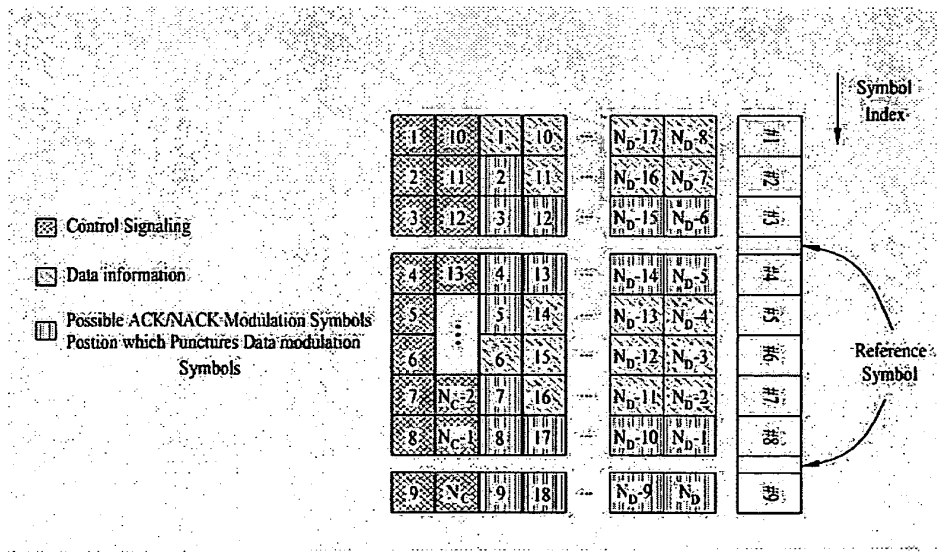 Symbol
Index
1 10 1 10 N_D-17 N_D-8 #1
2 11 2 11 N_D-16 N_D-7 #2
3 12 3 12 N_D-15 N_D-6 #3
Control Signaling
4 13 4 13 N_D-14 N_D-5 #4
Data information
5 5 14 N_D-13 N_D-4 #5
Possible ACK/NACK Modulation Symbols
Postion which Punctures Data modulation
Symbols
6 6 15 N_D-12 N_D-3 #6
Reference
Symbol
7 N_C-2 7 16 N_D-11 N_D-2 #7
8 N_C-1 8 17 N_D-10 N_D-1 #8
9 N_C 9 18 N_D-9 N_D #9